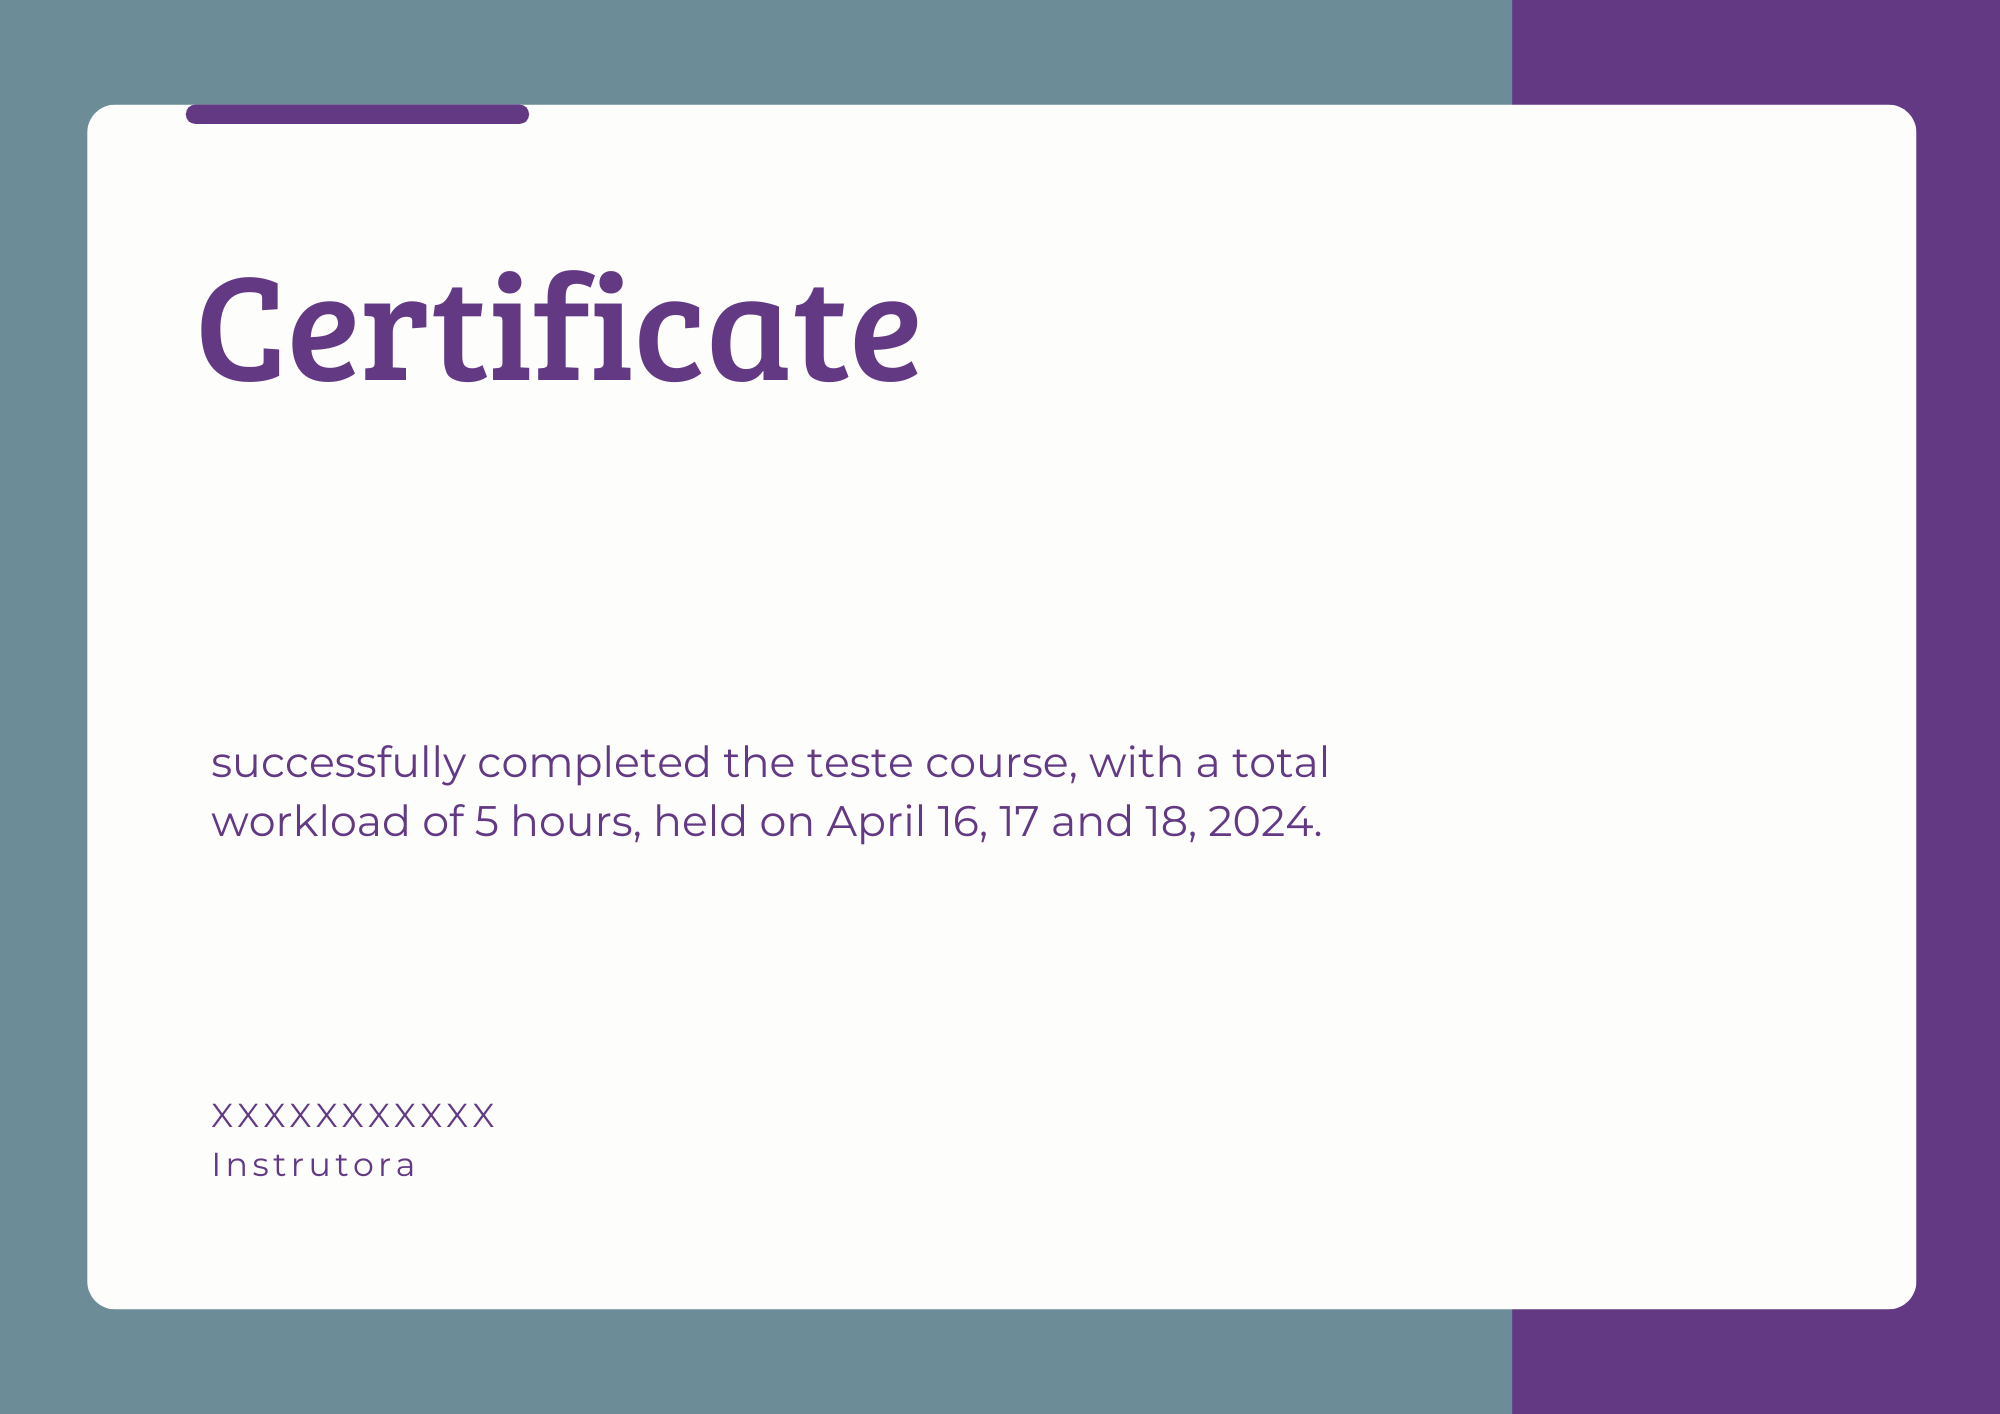 Certificate
successfully completed the teste course, with a total
workload of 5 hours, held on April 16, 17 and 18, 2024.
XXXXXXXXXXX
Instrutora